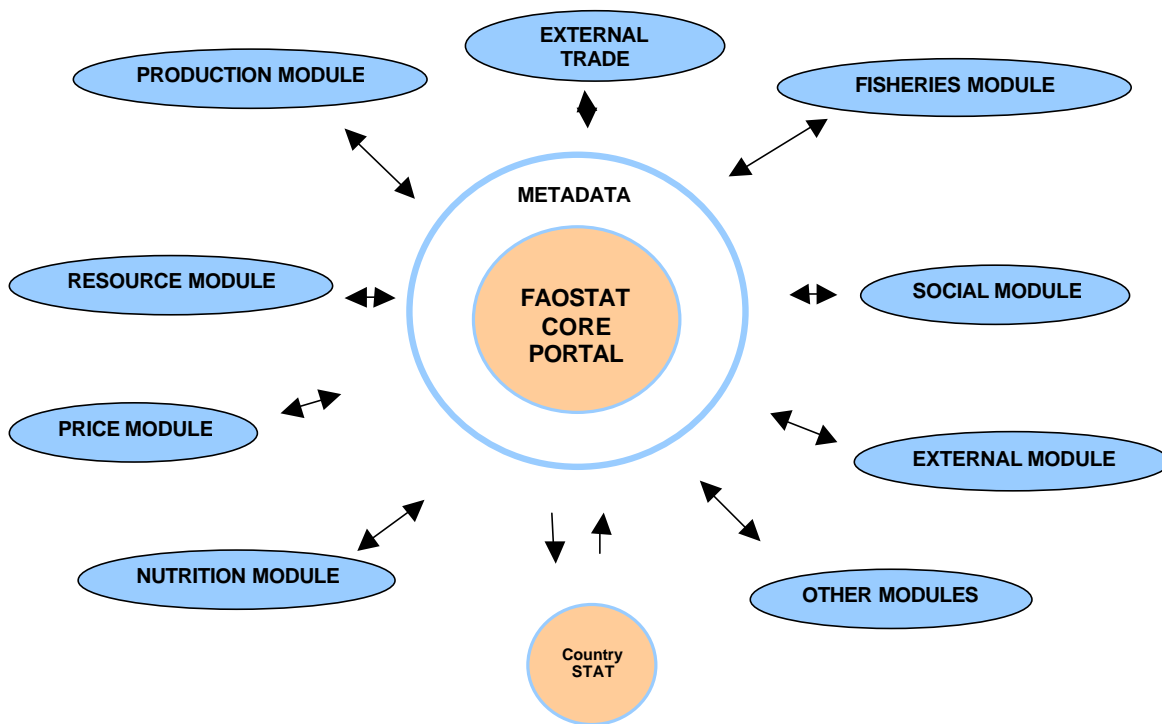 EXTERNAL
TRADE
PRODUCTION MODULE
FISHERIES MODULE
METADATA
RESOURCE MODULE
FAOSTAT
CORE
PORTAL
SOCIAL MODULE
PRICE MODULE
EXTERNAL MODULE
NUTRITION MODULE
OTHER MODULES
Country
STAT